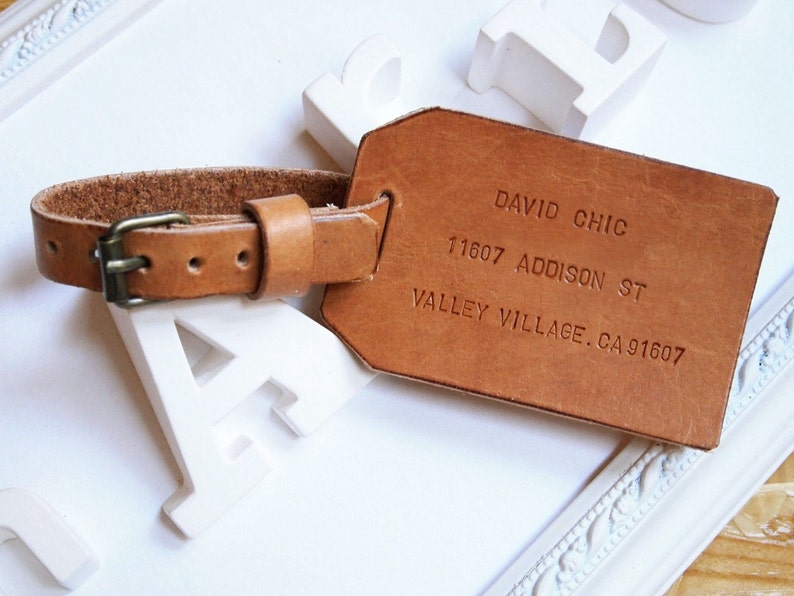 DAVID CHIC
11607 ADDISON ST
VALLEY VILLAGE. CA 91607
A